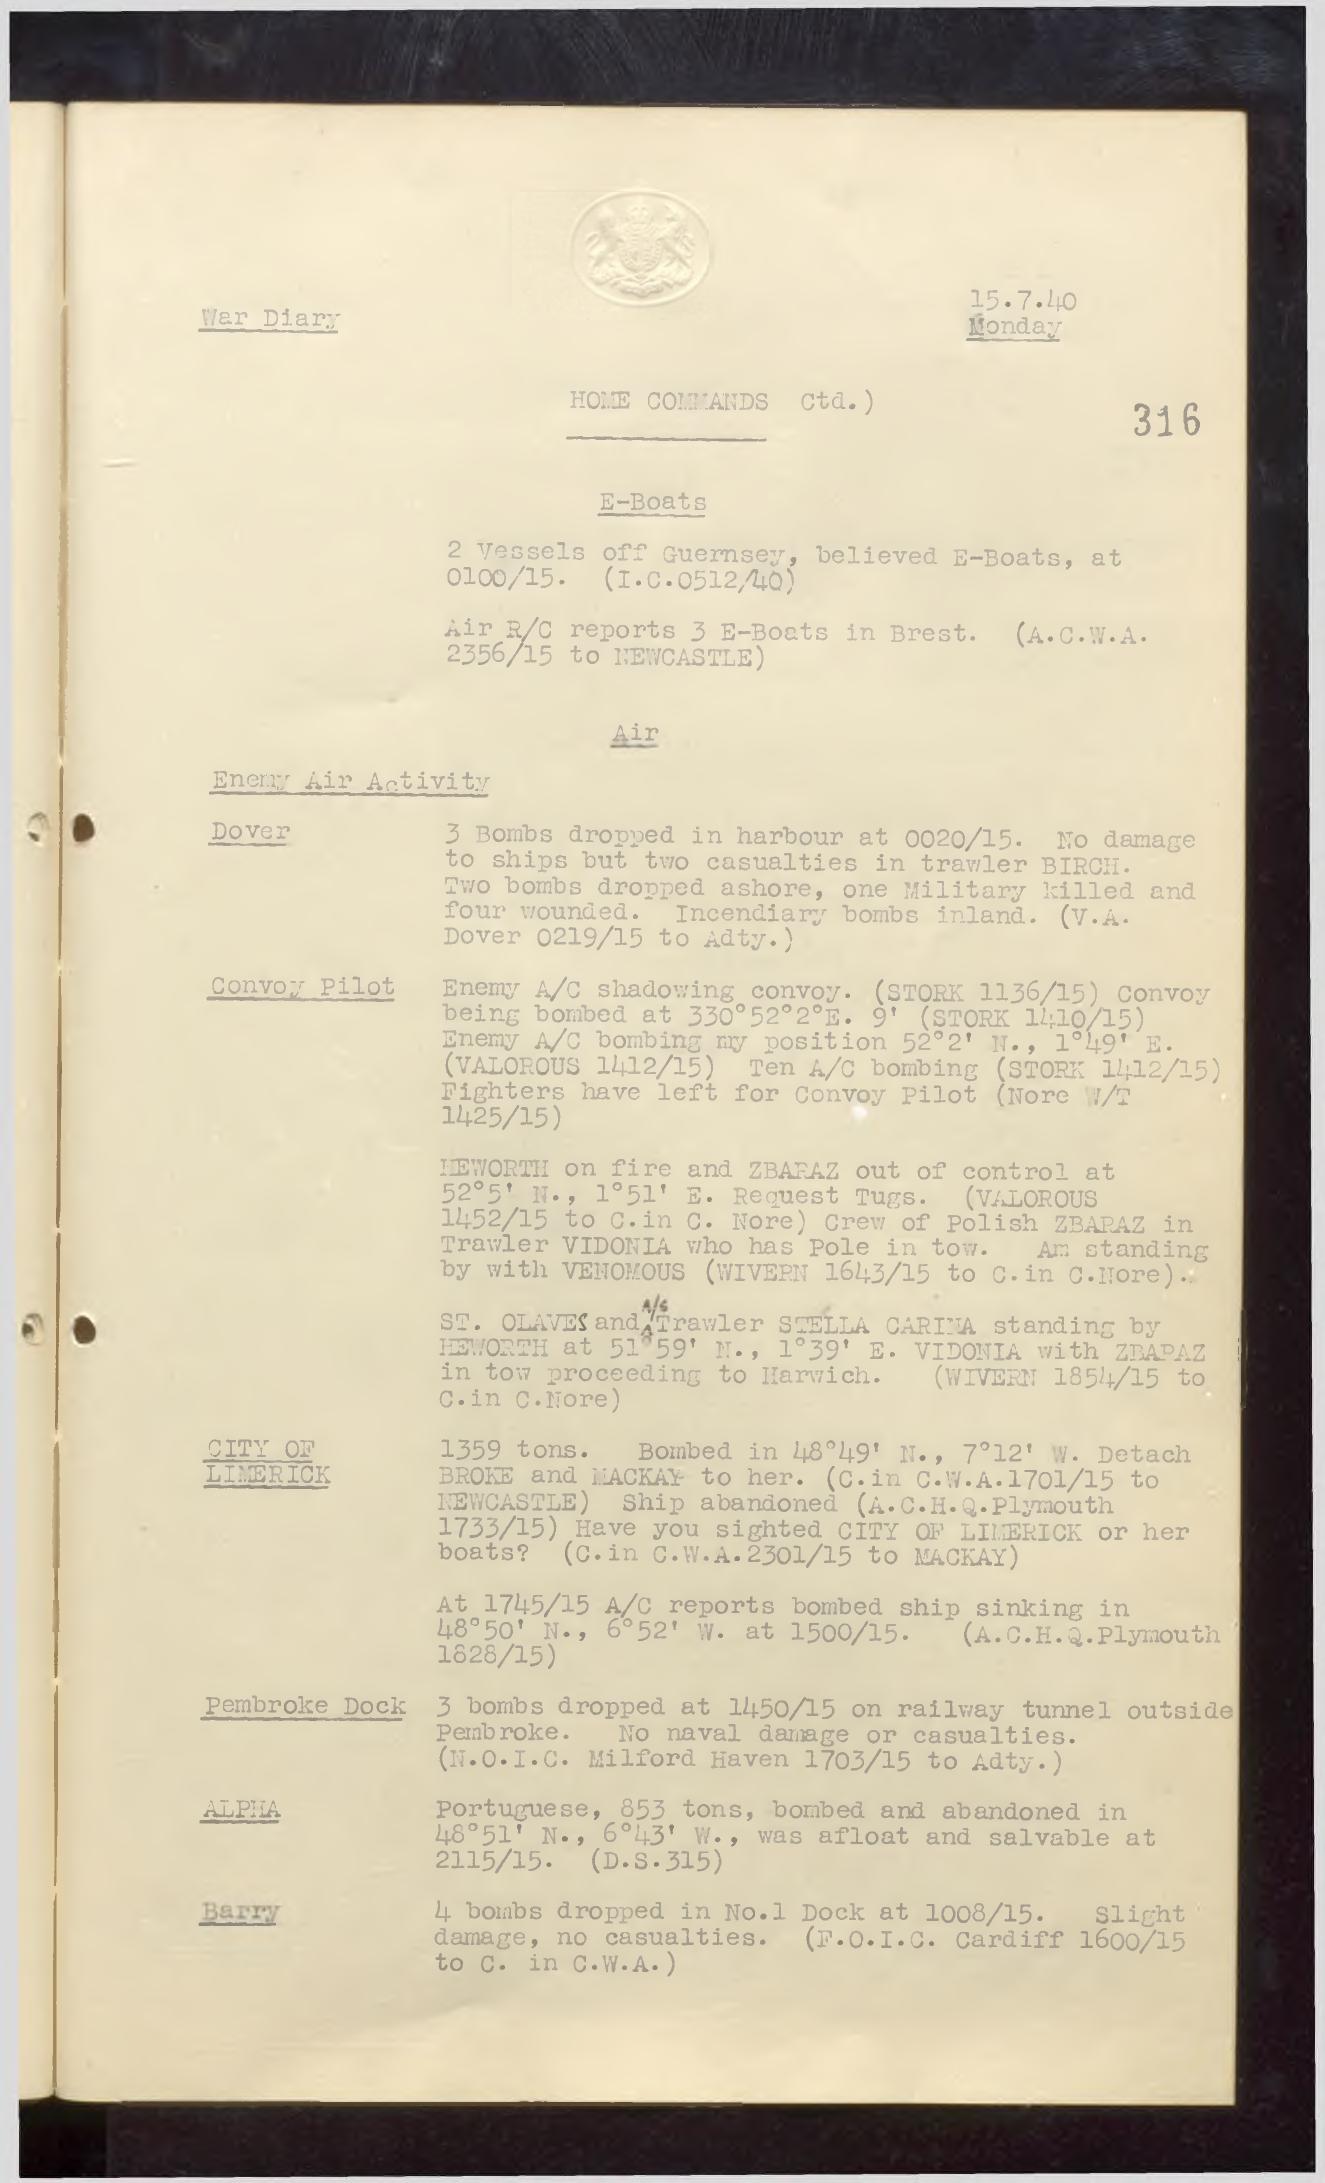 War Diary
15.7.40
Monday
HOME COMMANDS Ctd.)
316
E-Boats
2 Vessels off Guernsey, believed E-Boats, at
0100/15. (I.C.0512/40)
Air R/C reports 3 E-Boats in Brest. (A.C.W.A.
2356/15 to NEWCASTLE)
Air
Enemy Air Activity
Dover
3 Bombs dropped in harbour at 0020/15. No damage
to ships but two casualties in trawler BIRCH.
Two bombs dropped ashore, one Military killed and
four wounded. Incendiary bombs inland. (V.A.
Dover 0219/15 to Adty.)
Convoy Pilot
Enemy A/C shadowing convoy. (STORK 1136/15) Convoy
being bombed at 330°52°2°E. 9' (STORK 1410/15)
Enemy A/C bombing my position 52°2' N., 1°49' E.
(VALOROUS 1412/15) Ten A/C bombing (STORK 1412/15)
Fighters have left for Convoy Pilot (Nore W/T
1425/15)
HEWORTH on fire and ZBARAZ out of control at
52°5' N., 1°51' E. Request Tugs. (VALOROUS
1452/15 to C.in C. Nore) Crew of Polish ZBARAZ in
Trawler VIDONIA who has Pole in tow. Am standing
by with VENOMOUS (WIVERN 1643/15 to C.in C.Nore).
ST. OLAVES and A/S Trawler STELLA CARINA standing by
HEWORTH at 51°59' N., 1°39' E. VIDONIA with ZBARAZ
in tow proceeding to Harwich. (WIVERN 1854/15 to
C.in C.Nore)
CITY OF
LIMERICK
1359 tons. Bombed in 48°49' N., 7°12' W. Detach
BROKE and MACKAY to her. (C.in C.W.A.1701/15 to
NEWCASTLE) Ship abandoned (A.C.H.Q.Plymouth
1733/15) Have you sighted CITY OF LIMERICK or her
boats? (C.in C.W.A.2301/15 to MACKAY)
At 1745/15 A/C reports bombed ship sinking in
48°50' N., 6°52' W. at 1500/15. (A.C.H.Q.Plymouth
1828/15)
Pembroke Dock
3 bombs dropped at 1450/15 on railway tunnel outside
Pembroke. No naval damage or casualties.
(N.O.I.C. Milford Haven 1703/15 to Adty.)
ALPHA
Portuguese, 853 tons, bombed and abandoned in
48°51' N., 6°43' W., was afloat and salvable at
2115/15. (D.S.315)
Barry
4 bombs dropped in No.1 Dock at 1008/15. Slight
damage, no casualties. (F.O.I.C. Cardiff 1600/15
to C. in C.W.A.)